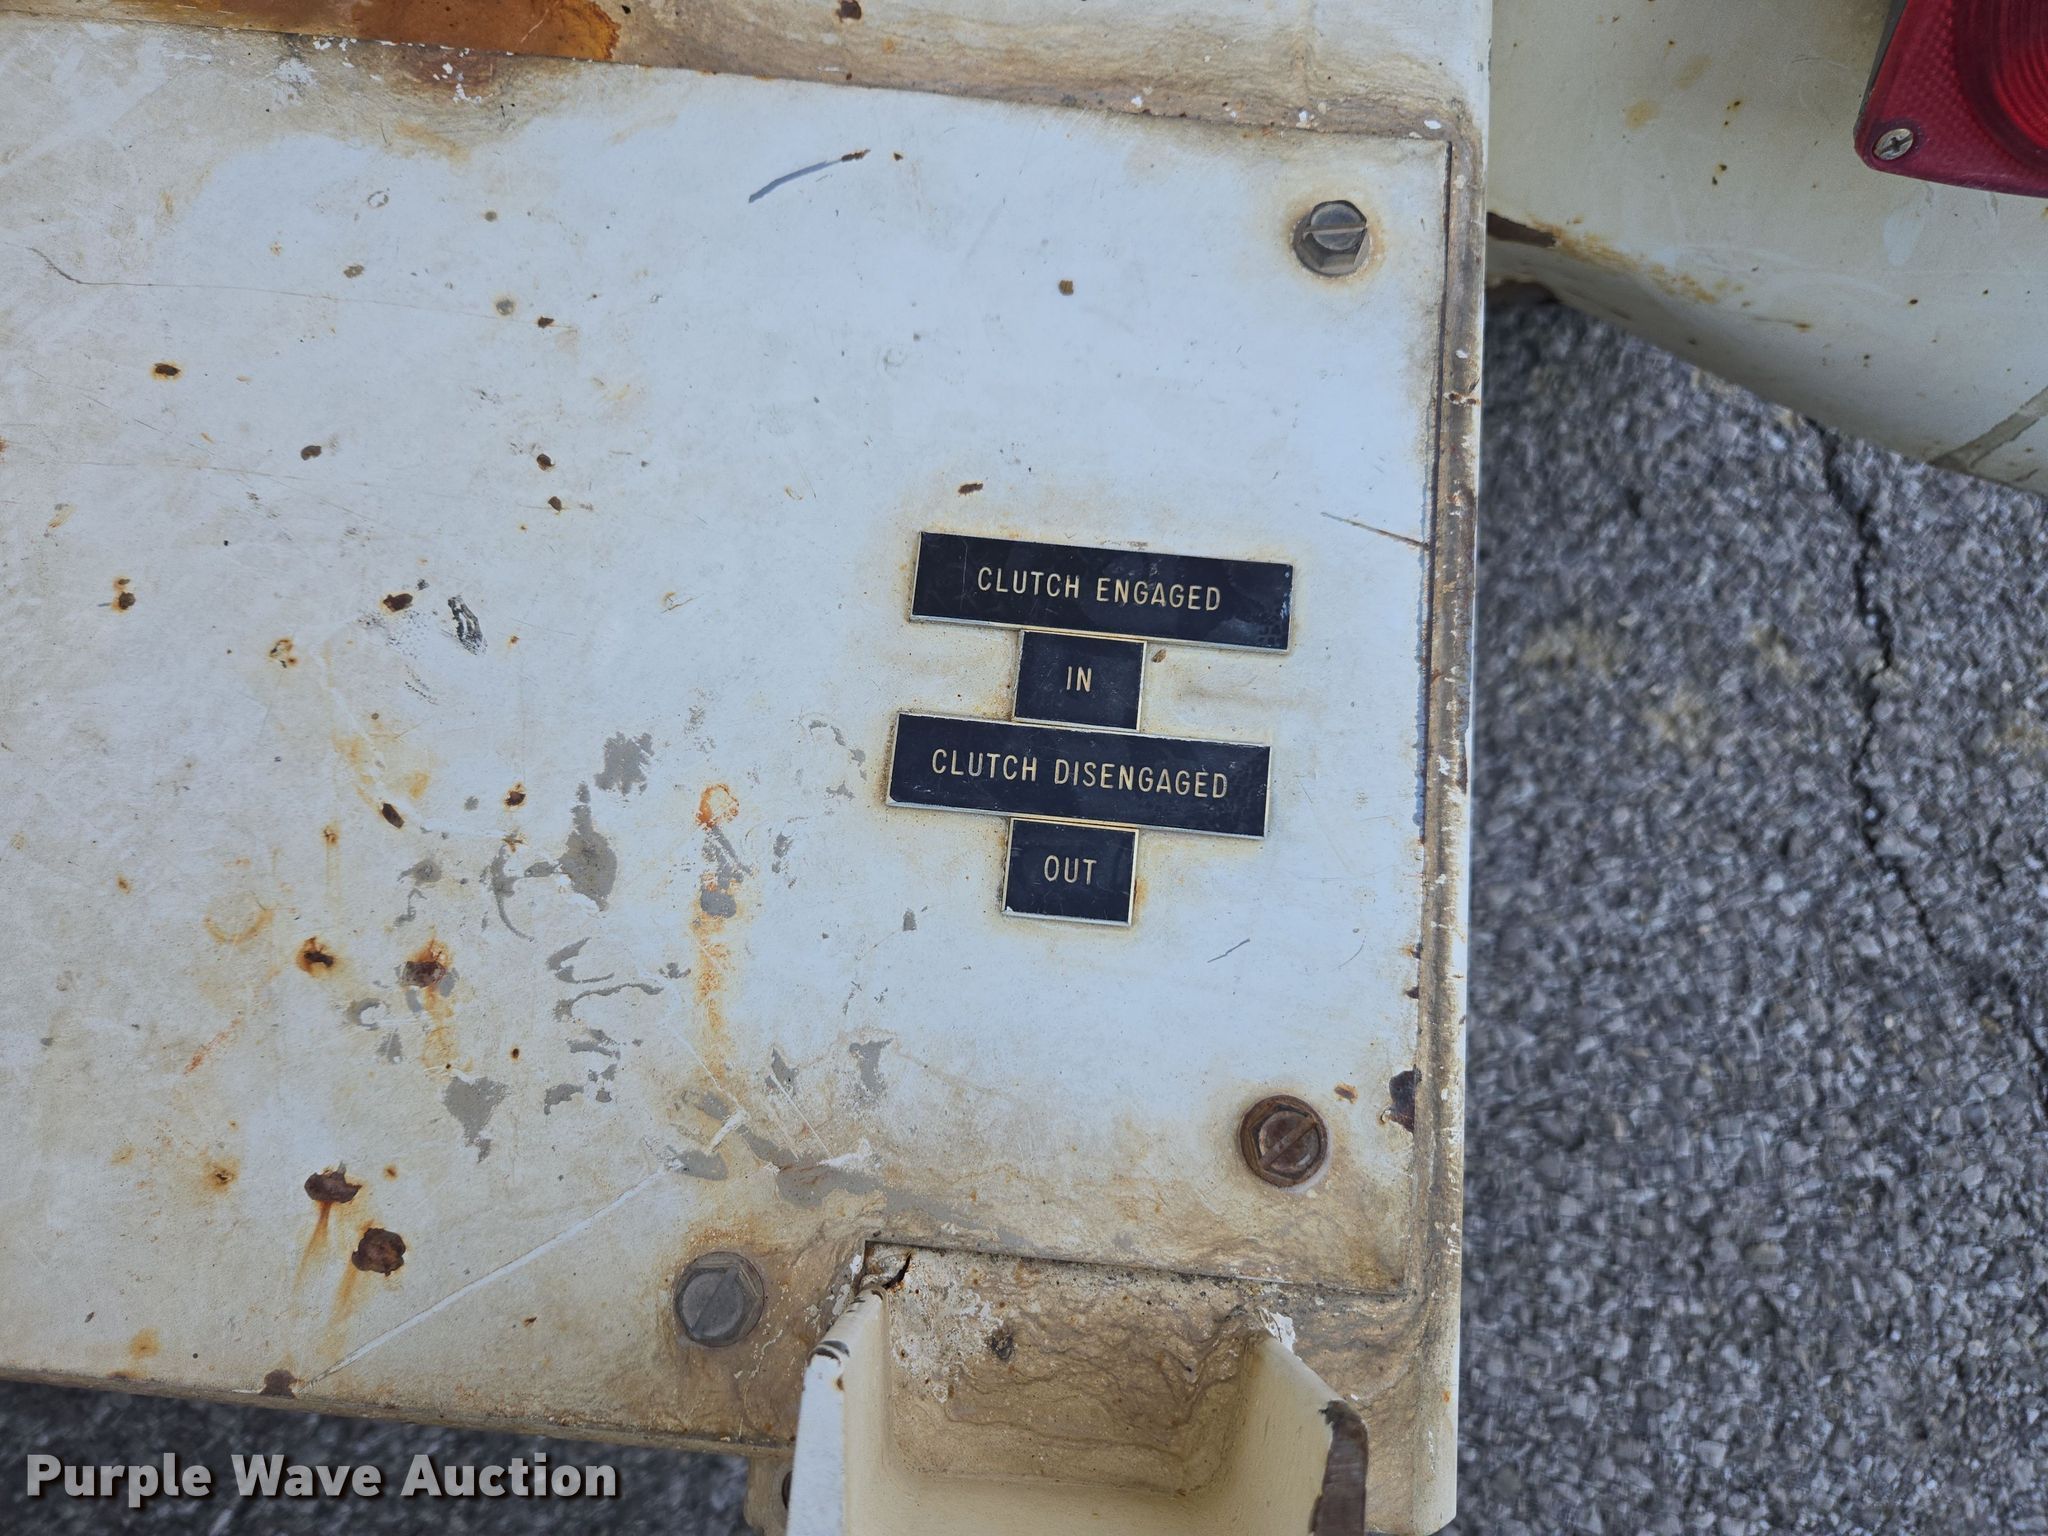 CLUTCH ENGAGED
IN
CLUTCH DISENGAGED
OUT
Purple Wave Auction